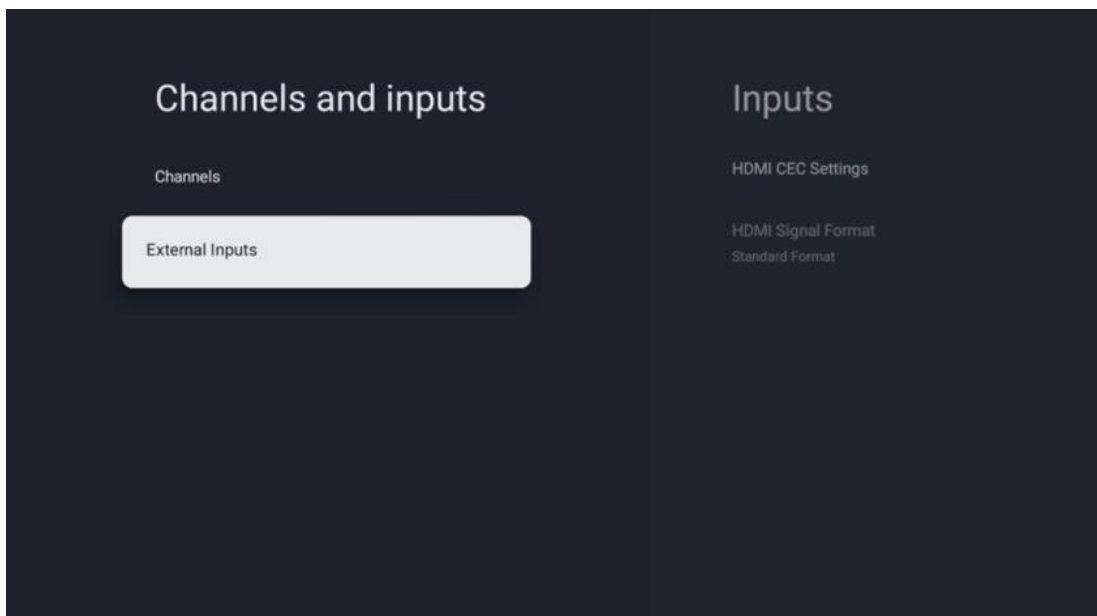 Channels and inputs
Channels
External Inputs
Inputs
HDMI CEC Settings
HDMI Signal Format
Standard Format